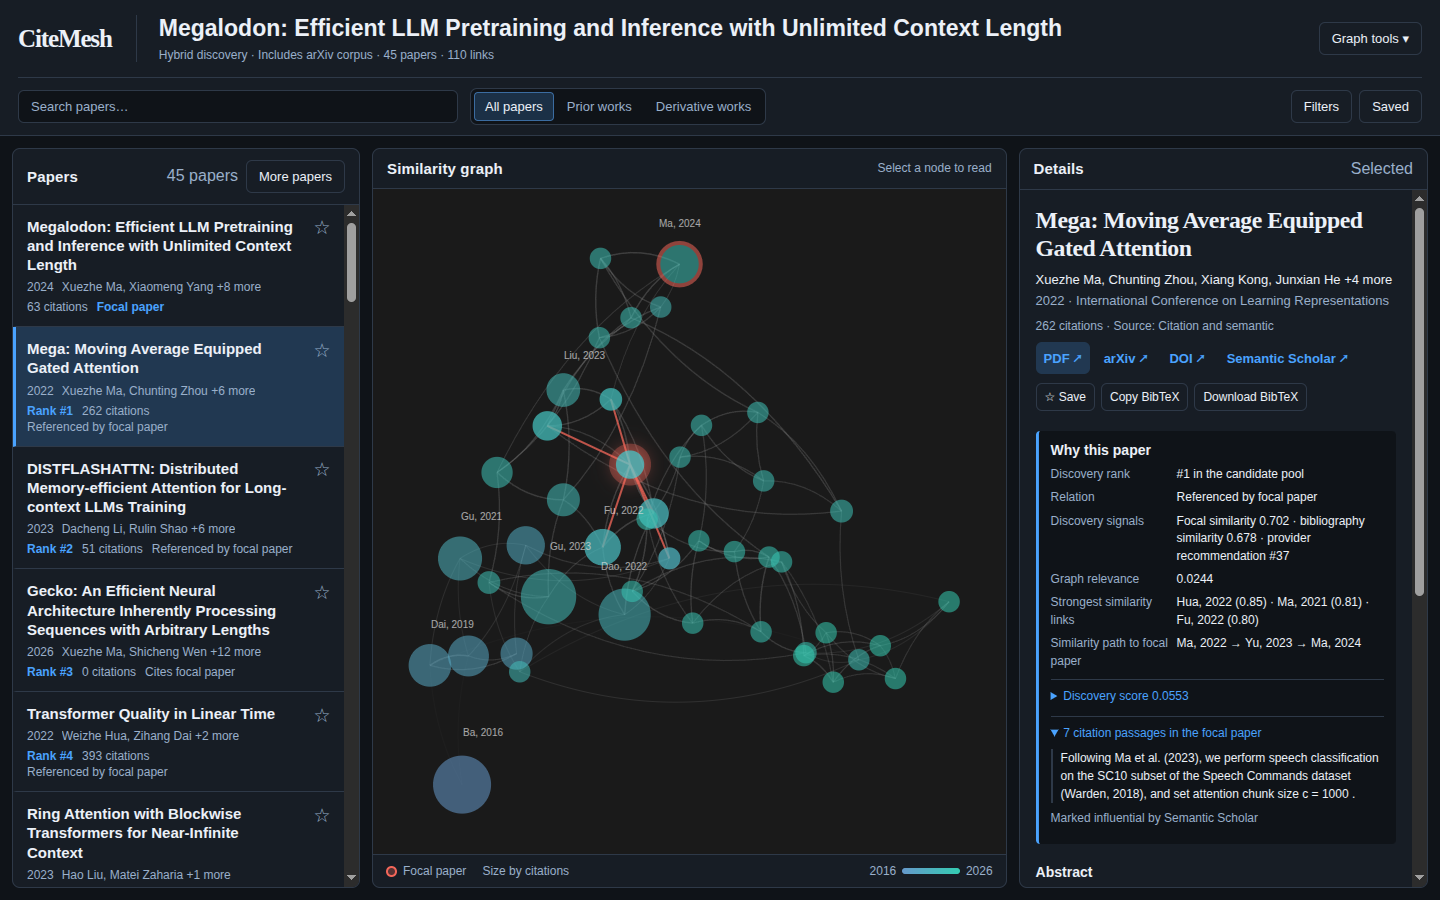 CiteMesh
Megalodon: Efficient LLM Pretraining and Inference with Unlimited Context Length
Hybrid discovery · Includes arXiv corpus · 45 papers · 110 links
Graph tools ▾
Search papers…
All papers
Prior works
Derivative works
Filters
Saved
Papers
45 papers
More papers
Megalodon: Efficient LLM Pretraining
and Inference with Unlimited Context
Length
☆
2024 Xuezhe Ma, Xiaomeng Yang +8 more
63 citations Focal paper
Mega: Moving Average Equipped
Gated Attention
☆
2022 Xuezhe Ma, Chunting Zhou +6 more
Rank #1 262 citations
Referenced by focal paper
DISTFLASHATTN: Distributed
Memory-efficient Attention for Long-
context LLMs Training
☆
2023 Dacheng Li, Rulin Shao +6 more
Rank #2 51 citations Referenced by focal paper
Gecko: An Efficient Neural
Architecture Inherently Processing
Sequences with Arbitrary Lengths
☆
2026 Xuezhe Ma, Shicheng Wen +12 more
Rank #3 0 citations Cites focal paper
Transformer Quality in Linear Time
☆
2022 Weizhe Hua, Zihang Dai +2 more
Rank #4 393 citations
Referenced by focal paper
Ring Attention with Blockwise
Transformers for Near-Infinite
Context
☆
2023 Hao Liu, Matei Zaharia +1 more
Similarity graph
Select a node to read
Ma, 2024
Liu, 2023
Gu, 2021
Fu, 2022
Gu, 2023
Dao, 2022
Dai, 2019
Ba, 2016
Focal paper
Size by citations
2016
2026
Details
Selected
Mega: Moving Average Equipped
Gated Attention
Xuezhe Ma, Chunting Zhou, Xiang Kong, Junxian He +4 more
2022 · International Conference on Learning Representations
262 citations · Source: Citation and semantic
PDF ↗
arXiv ↗
DOI ↗
Semantic Scholar ↗
☆ Save
Copy BibTeX
Download BibTeX
Why this paper
Discovery rank #1 in the candidate pool
Relation Referenced by focal paper
Discovery signals Focal similarity 0.702 · bibliography
similarity 0.678 · provider
recommendation #37
Graph relevance 0.0244
Strongest similarity Hua, 2022 (0.85) · Ma, 2021 (0.81) ·
links Fu, 2022 (0.80)
Similarity path to focal Ma, 2022 → Yu, 2023 → Ma, 2024
paper
▶ Discovery score 0.0553
▼ 7 citation passages in the focal paper
Following Ma et al. (2023), we perform speech classification
on the SC10 subset of the Speech Commands dataset
(Warden, 2018), and set attention chunk size c = 1000 .
Marked influential by Semantic Scholar
Abstract